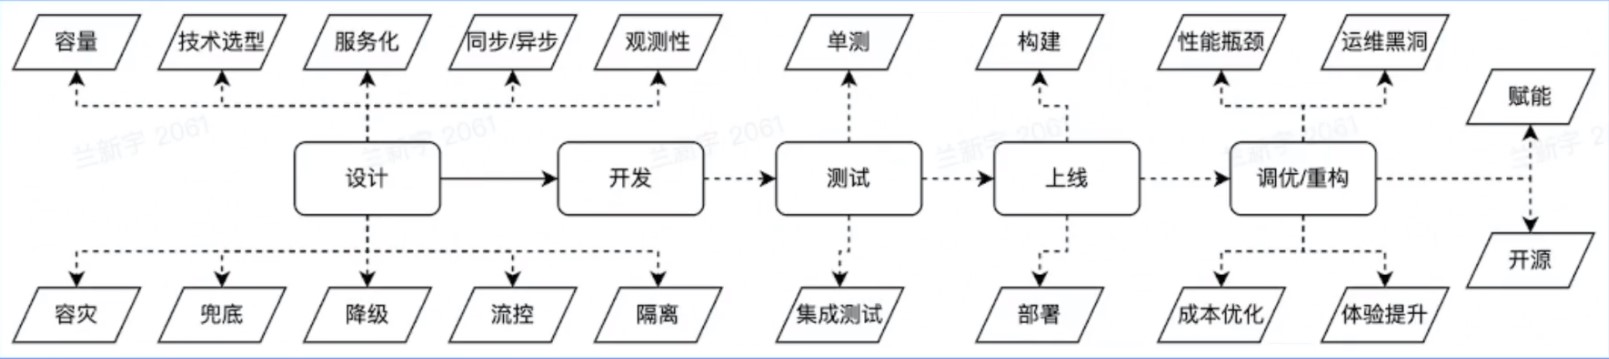 容量
技术选型
服务化
同步/异步
观测性
单测
构建
性能瓶颈
运维黑洞
赋能
设计
开发
测试
上线
调优/重构
开源
容灾
兜底
降级
流控
隔离
集成测试
部署
成本优化
体验提升
兰新宇 2061
兰新宇 2061
兰新宇 2061
兰新宇 206
兰新宇 2061
兰新宇 2